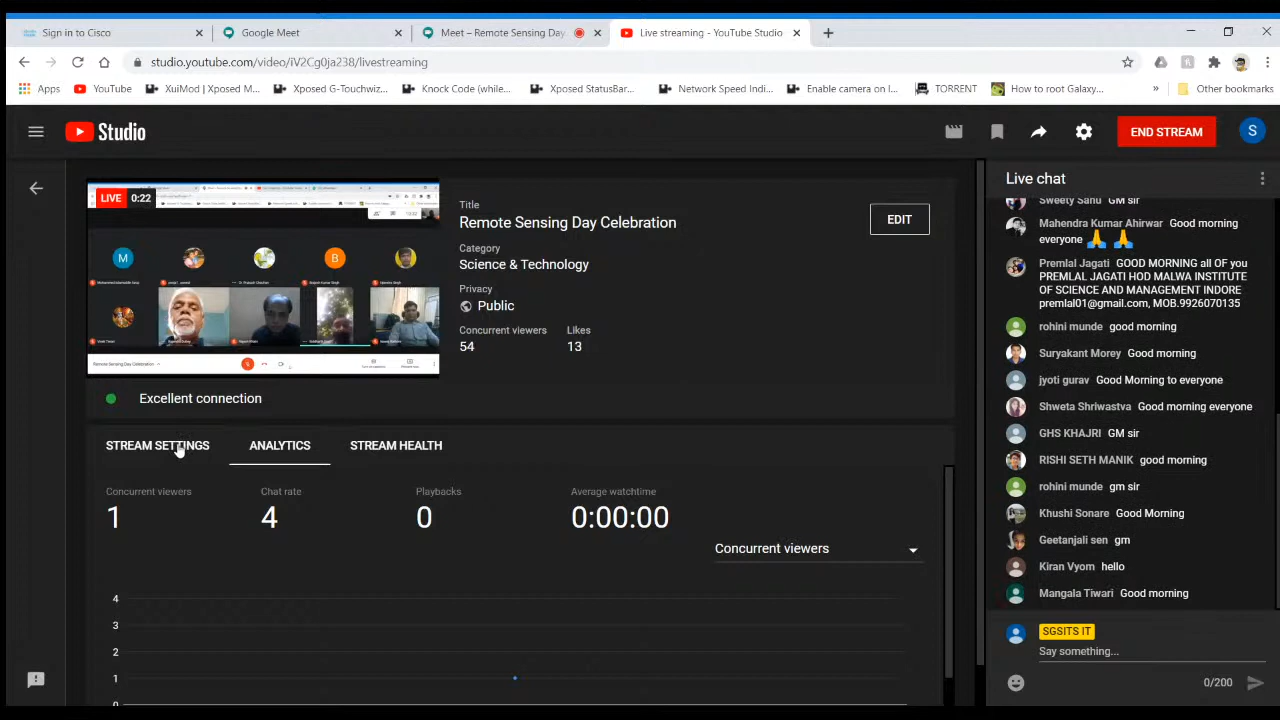 Sign in to Cisco
Google Meet
Meet – Remote Sensing Day
Live streaming - YouTube Studio
studio.youtube.com/video/iV2Cg0ja238/livestreaming
Apps
YouTube
XuiMod | Xposed M...
Xposed G-Touchwiz...
Knock Code (while...
Xposed StatusBar...
Network Speed Indi...
Enable camera on l...
TORRENT
How to root Galaxy...
»
Other bookmarks
Studio
END STREAM
S
LIVE 0:22
M
B
Remote Sensing Day Celebration
Title
Remote Sensing Day Celebration
EDIT
Category
Science & Technology
Privacy
Public
Concurrent viewers
Likes
54
13
Excellent connection
STREAM SETTINGS
ANALYTICS
STREAM HEALTH
Concurrent viewers
Chat rate
Playbacks
Average watchtime
1
4
0
0:00:00
Concurrent viewers
4
3
2
1
0
Live chat
Sweety Sahu GM sir
Mahendra Kumar Ahirwar Good morning
everyone 🙏 🙏
Premlal Jagati GOOD MORNING all OF you
PREMLAL JAGATI HOD MALWA INSTITUTE
OF SCIENCE AND MANAGEMENT INDORE
premlal01@gmail.com, MOB.9926070135
rohini munde good morning
Suryakant Morey Good morning
jyoti gurav Good Morning to everyone
Shweta Shriwastva Good morning everyone
GHS KHAJRI GM sir
RISHI SETH MANIK good morning
rohini munde gm sir
Khushi Sonare Good Morning
Geetanjali sen gm
Kiran Vyom hello
Mangala Tiwari Good morning
SGSITS IT
Say something...
0/200